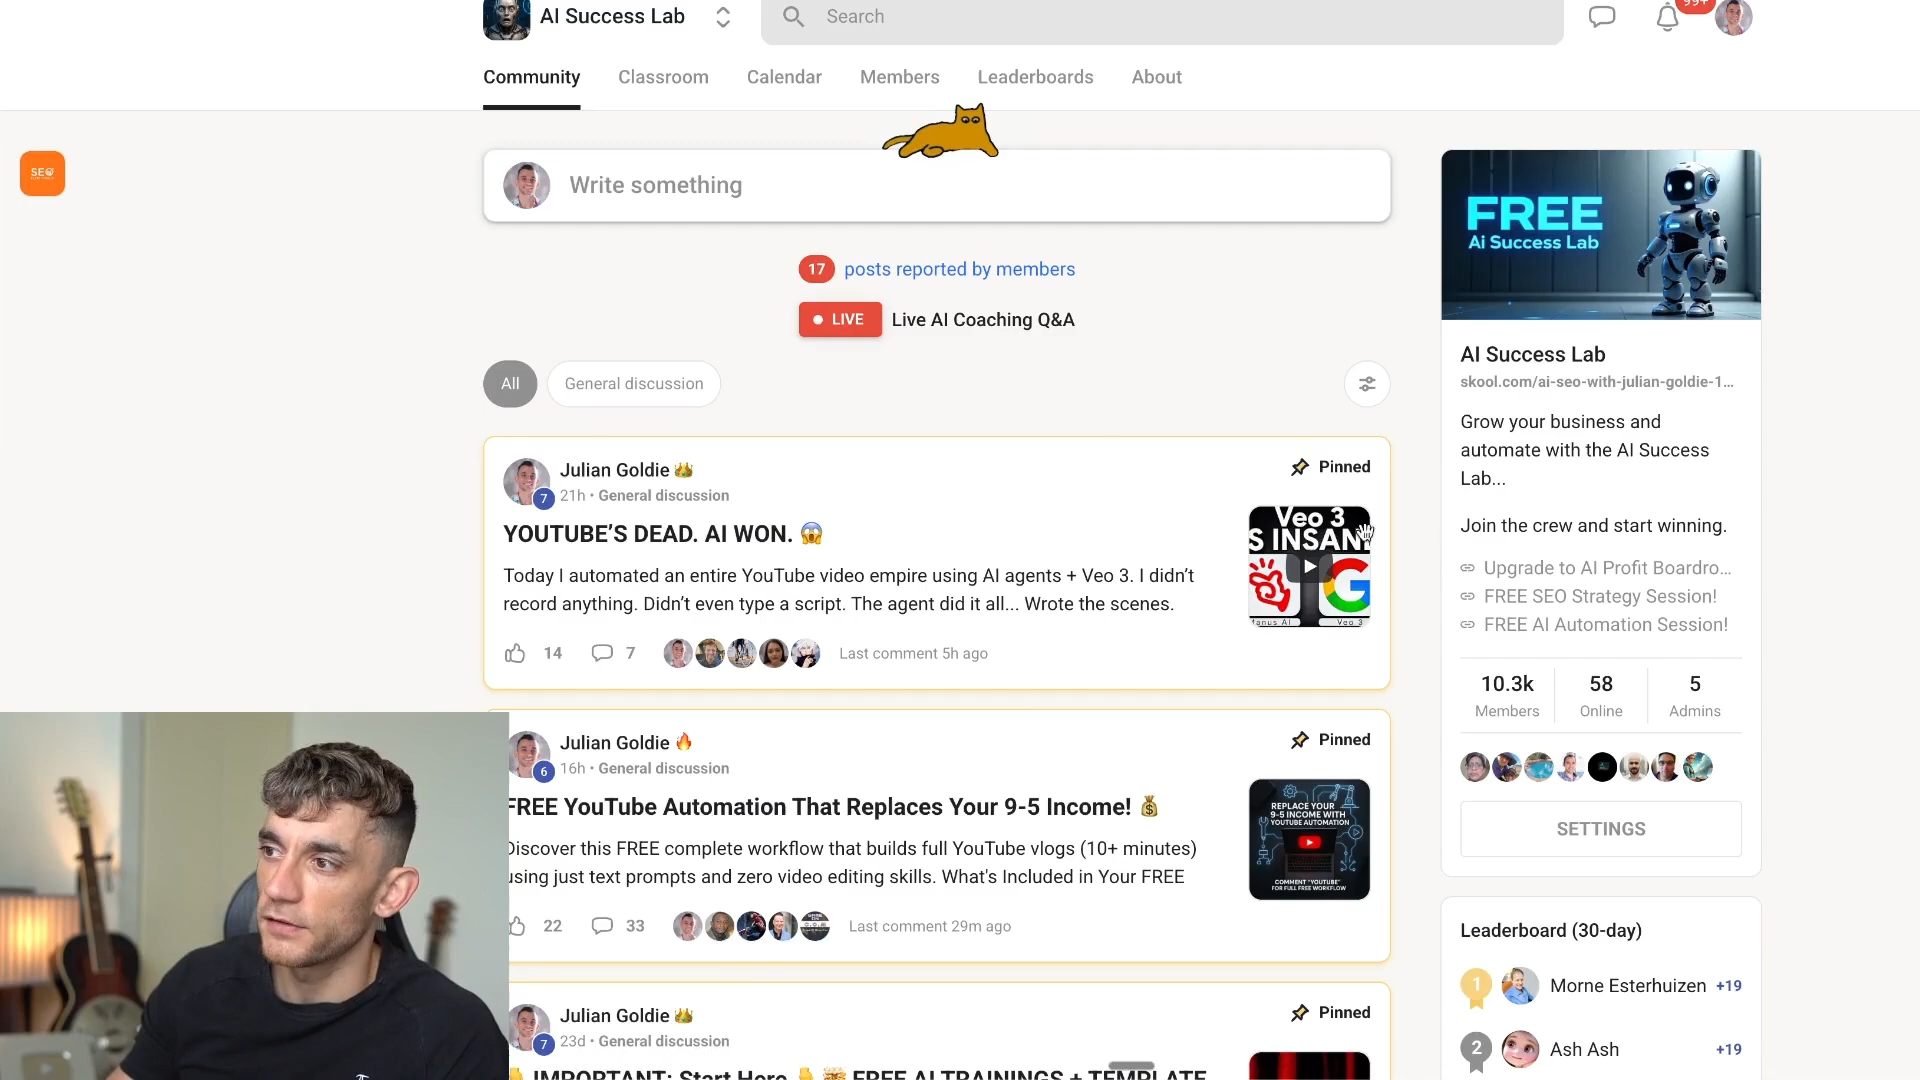 AI Success Lab
Search
99+
Community
Classroom
Calendar
Members
Leaderboards
About
SEO
Write something
17 posts reported by members
LIVE Live AI Coaching Q&A
All
General discussion
Julian Goldie
Pinned
7
21h • General discussion
YOUTUBE’S DEAD. AI WON.
Today I automated an entire YouTube video empire using AI agents + Veo 3. I didn’t
record anything. Didn’t even type a script. The agent did it all... Wrote the scenes.
Veo 3
S INSAN
Manus AI
Veo 3
14
7
Last comment 5h ago
Julian Goldie
Pinned
6
16h • General discussion
FREE YouTube Automation That Replaces Your 9-5 Income!
Discover this FREE complete workflow that builds full YouTube vlogs (10+ minutes)
using just text prompts and zero video editing skills. What's Included in Your FREE
REPLACE YOUR
9-5 INCOME WITH
YOUTUBE AUTOMATION
COMMENT "YOUTUBE"
FOR FULL FREE WORKFLOW
22
33
Last comment 29m ago
Julian Goldie
Pinned
7
23d • General discussion
IMPORTANT: Start Here
FREE AI TRAININGS + TEMPLATE
FREE
Ai Success Lab
AI Success Lab
skool.com/ai-seo-with-julian-goldie-1...
Grow your business and
automate with the AI Success
Lab...
Join the crew and start winning.
Upgrade to AI Profit Boardro...
FREE SEO Strategy Session!
FREE AI Automation Session!
10.3k
Members
58
Online
5
Admins
SETTINGS
Leaderboard (30-day)
1
Morne Esterhuizen
+19
2
Ash Ash
+19